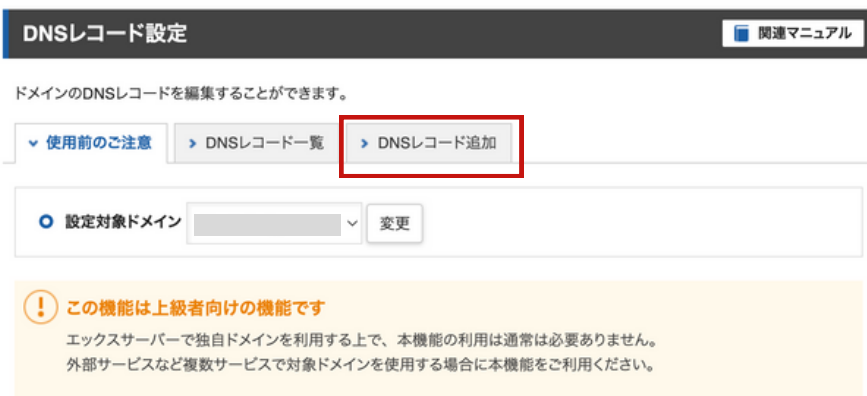 DNSレコード設定
関連マニュアル
ドメインのDNSレコードを編集することができます。
使用前のご注意
DNSレコード一覧
DNSレコード追加
設定対象ドメイン
変更
この機能は上級者向けの機能です
エックスサーバーで独自ドメインを利用する上で、本機能の利用は通常は必要ありません。
外部サービスなど複数サービスで対象ドメインを使用する場合に本機能をご利用ください。